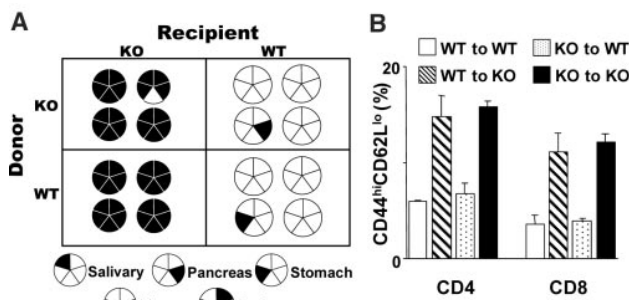 A
Recipient
KO WT
Donor
KO
WT
Salivary Pancreas Stomach
B
WT to WT KO to WT
WT to KO KO to KO
CD44hiCD62Llo (%)
20
10
0
CD4 CD8